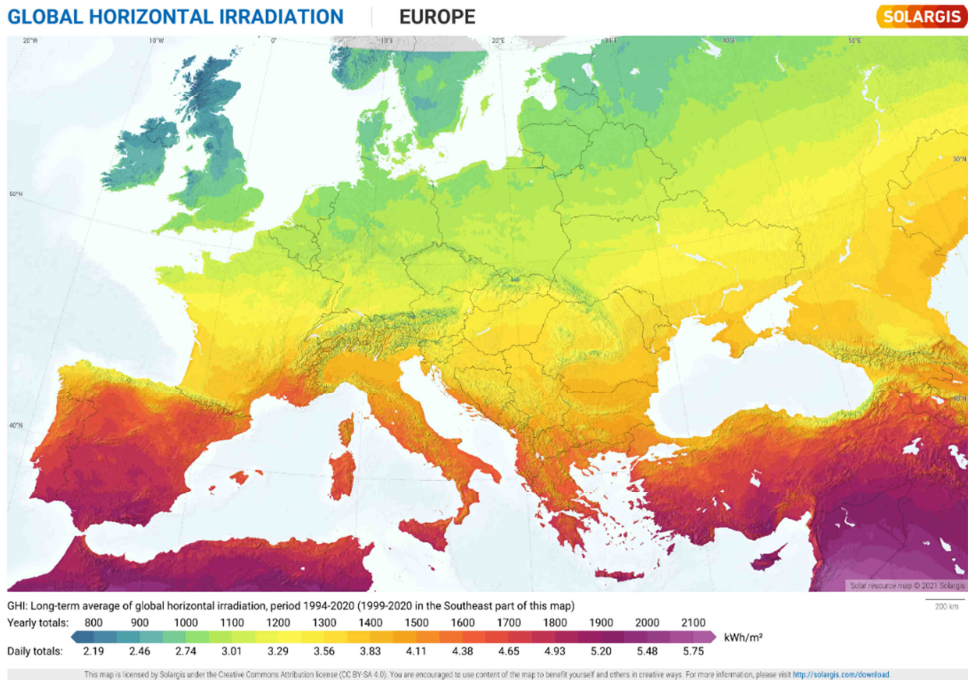 GLOBAL HORIZONTAL IRRADIATION EUROPE SOLARGIS
20°W 10°W 0° 10°E 20°E 50°E
50°N 50°N
40°N 40°N
Solar resource map © 2021 Solargis
GHI: Long-term average of global horizontal irradiation, period 1994-2020 (1999-2020 in the Southeast part of this map)
200 km
Yearly totals: 800 900 1000 1100 1200 1300 1400 1500 1600 1700 1800 1900 2000 2100
kWh/m²
Daily totals: 2.19 2.46 2.74 3.01 3.29 3.56 3.83 4.11 4.38 4.65 4.93 5.20 5.48 5.75
This map is licensed by Solargis under the Creative Commons Attribution license (CC BY-SA 4.0). You are encouraged to use content of the map to benefit yourself and others in creative ways. For more information, please visit http://solargis.com/download.